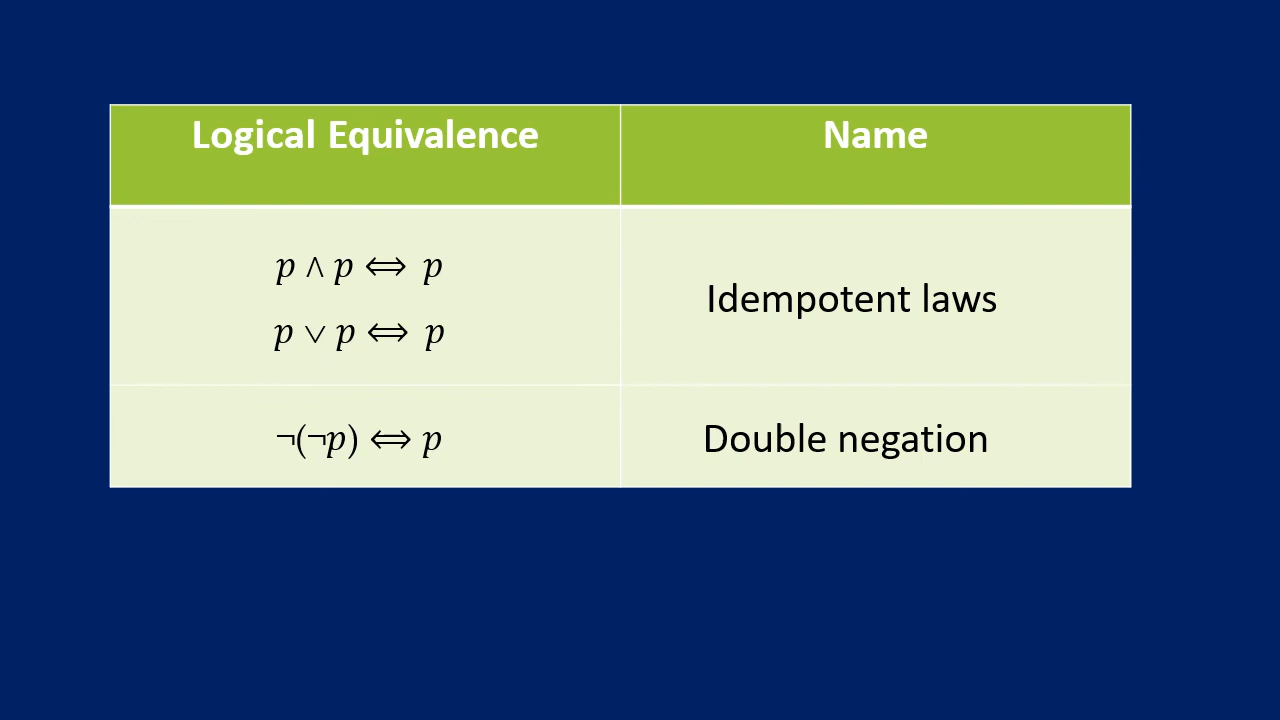 Logical Equivalence Name
p ∧ p ⟺ p
Idempotent laws
p ∨ p ⟺ p
¬(¬p) ⟺ p Double negation